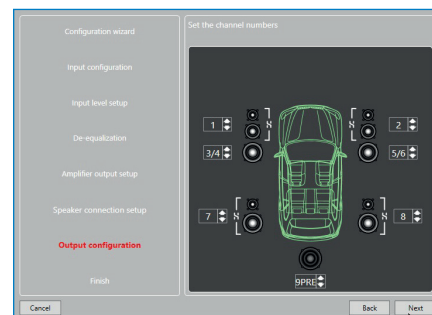 Configuration wizard
Input configuration
Input level setup
De-equalization
Amplifier output setup
Speaker connection setup
Output configuration
Finish
Set the channel numbers
1
2
3/4
5/6
7
8
9PRE
Cancel
Back
Next